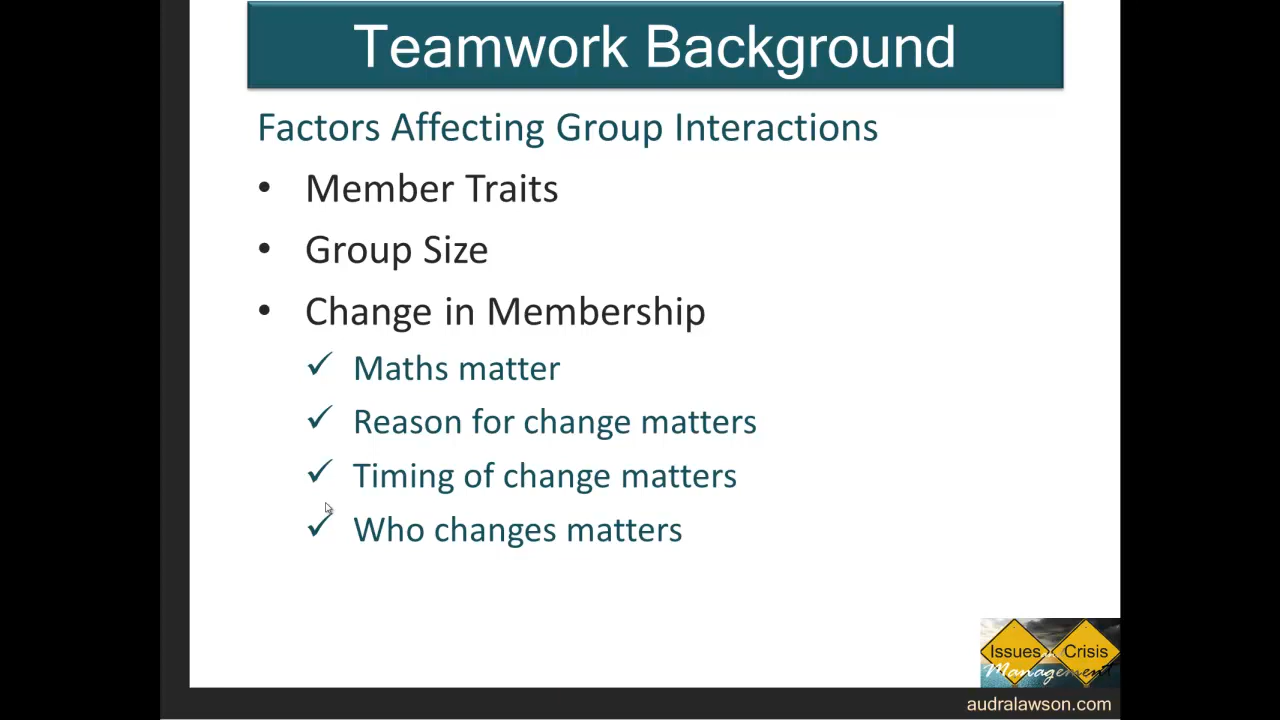 Teamwork Background
Factors Affecting Group Interactions
• Member Traits
• Group Size
• Change in Membership
✓ Maths matter
✓ Reason for change matters
✓ Timing of change matters
✓ Who changes matters
Issues Crisis
Management
audralawson.com